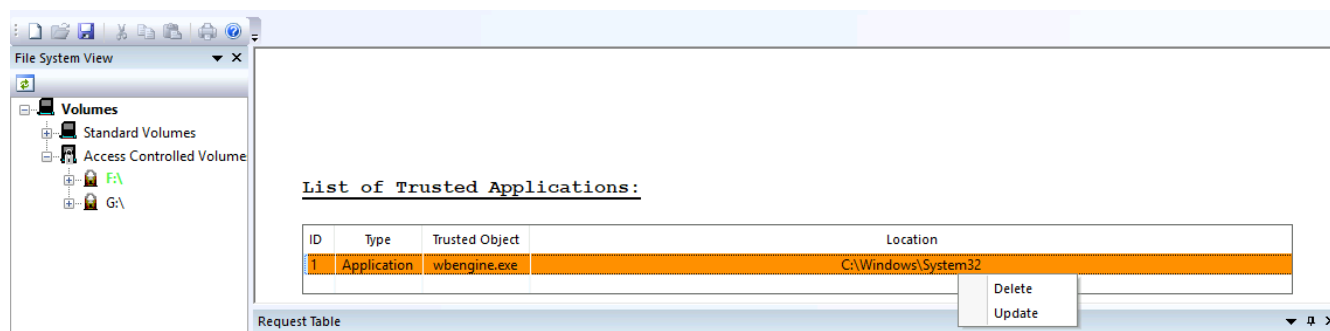 File System View
Volumes
Standard Volumes
Access Controlled Volume
F:\
G:\
List of Trusted Applications:
ID Type Trusted Object Location
1 Application wbengine.exe C:\Windows\System32
Delete
Update
Request Table